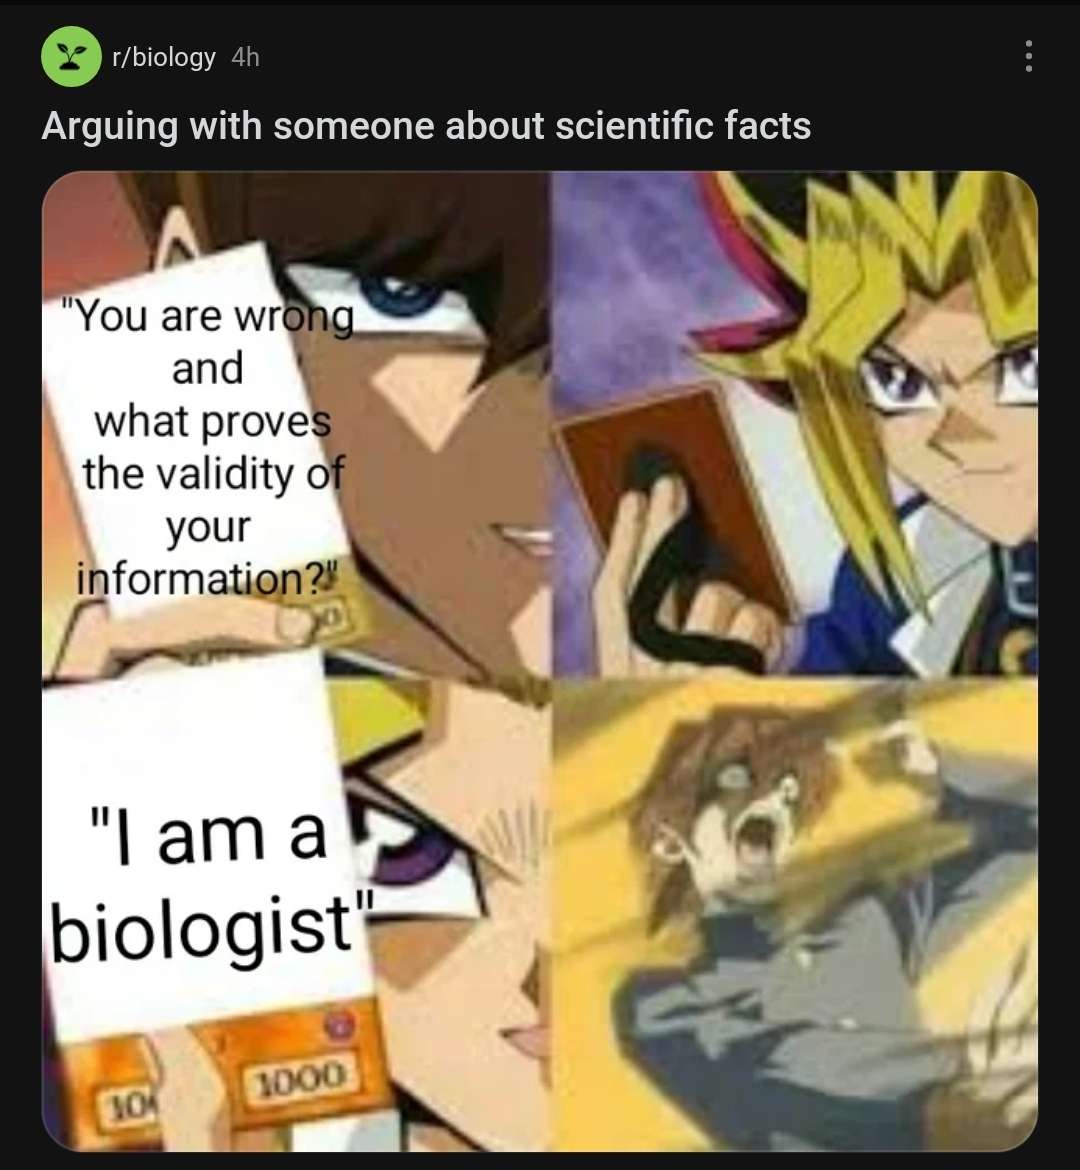 r/biology 4h
Arguing with someone about scientific facts
"You are wrong
and
what proves
the validity of
your
information?"
"I am a
biologist"
1000